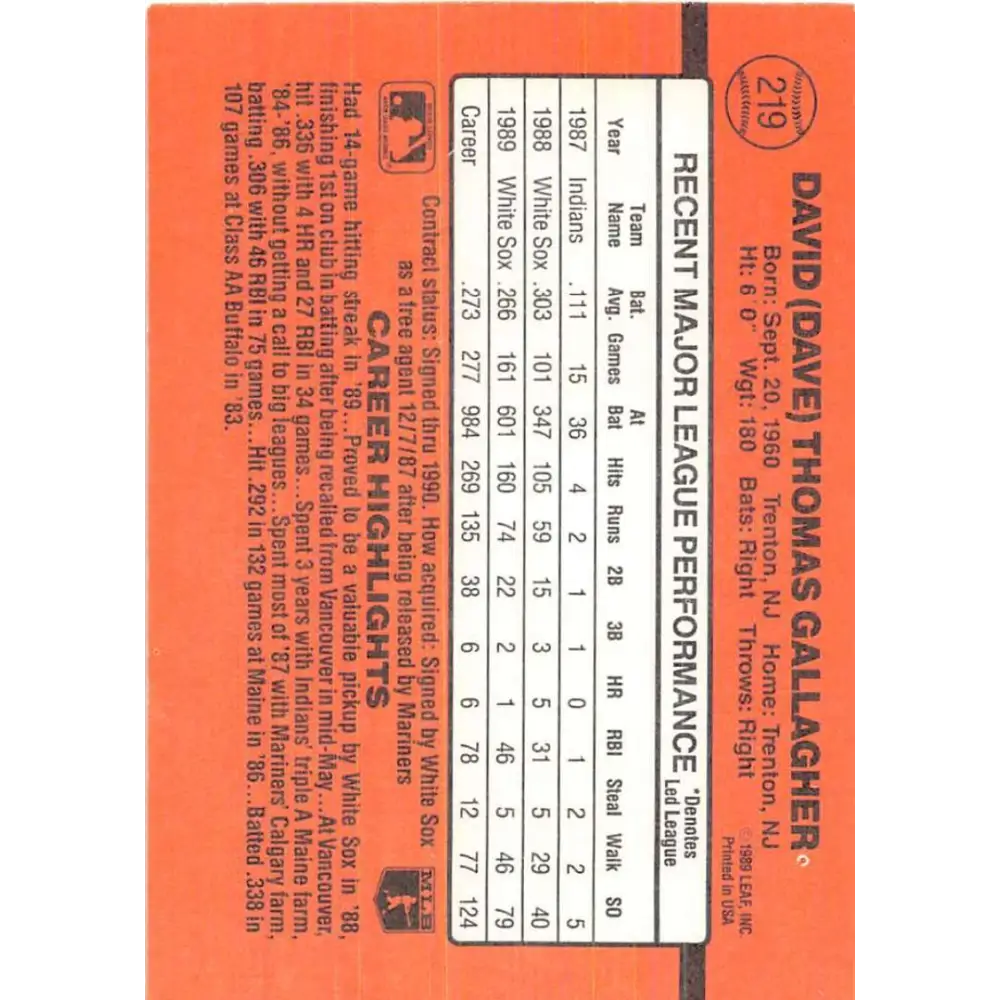 219
DAVID (DAVE) THOMAS GALLAGHER
Born: Sept. 20, 1960 Trenton, NJ Home: Trenton, NJ
Ht: 6' 0" Wgt: 180 Bats: Right Throws: Right
© 1989 LEAF, INC.
Printed in USA
RECENT MAJOR LEAGUE PERFORMANCE *Denotes
Led League
Team Bat. At
Year Name Avg. Games Bat Hits Runs 2B 3B HR RBI Steal Walk SO
1987 Indians .111 15 36 4 2 1 1 0 1 2 2 5
1988 White Sox .303 101 347 105 59 15 3 5 31 5 29 40
1989 White Sox .266 161 601 160 74 22 2 1 46 5 46 79
Career .273 277 984 269 135 38 6 6 78 12 77 124
Contract status: Signed thru 1990. How acquired: Signed by White Sox
as a free agent 12/7/87 after being released by Mariners
MLB
CAREER HIGHLIGHTS
Had 14-game hitting streak in '89...Proved to be a valuable pickup by White Sox in '88,
finishing 1st on club in batting after being recalled from Vancouver in mid-May...At Vancouver,
hit .336 with 4 HR and 27 RBI in 34 games...Spent 3 years with Indians' triple A Maine farm,
'84-'86, without getting a call to big leagues...Spent most of '87 with Mariners' Calgary farm,
batting .306 with 46 RBI in 75 games...Hit .292 in 132 games at Maine in '86...Batted .338 in
107 games at Class AA Buffalo in '83.